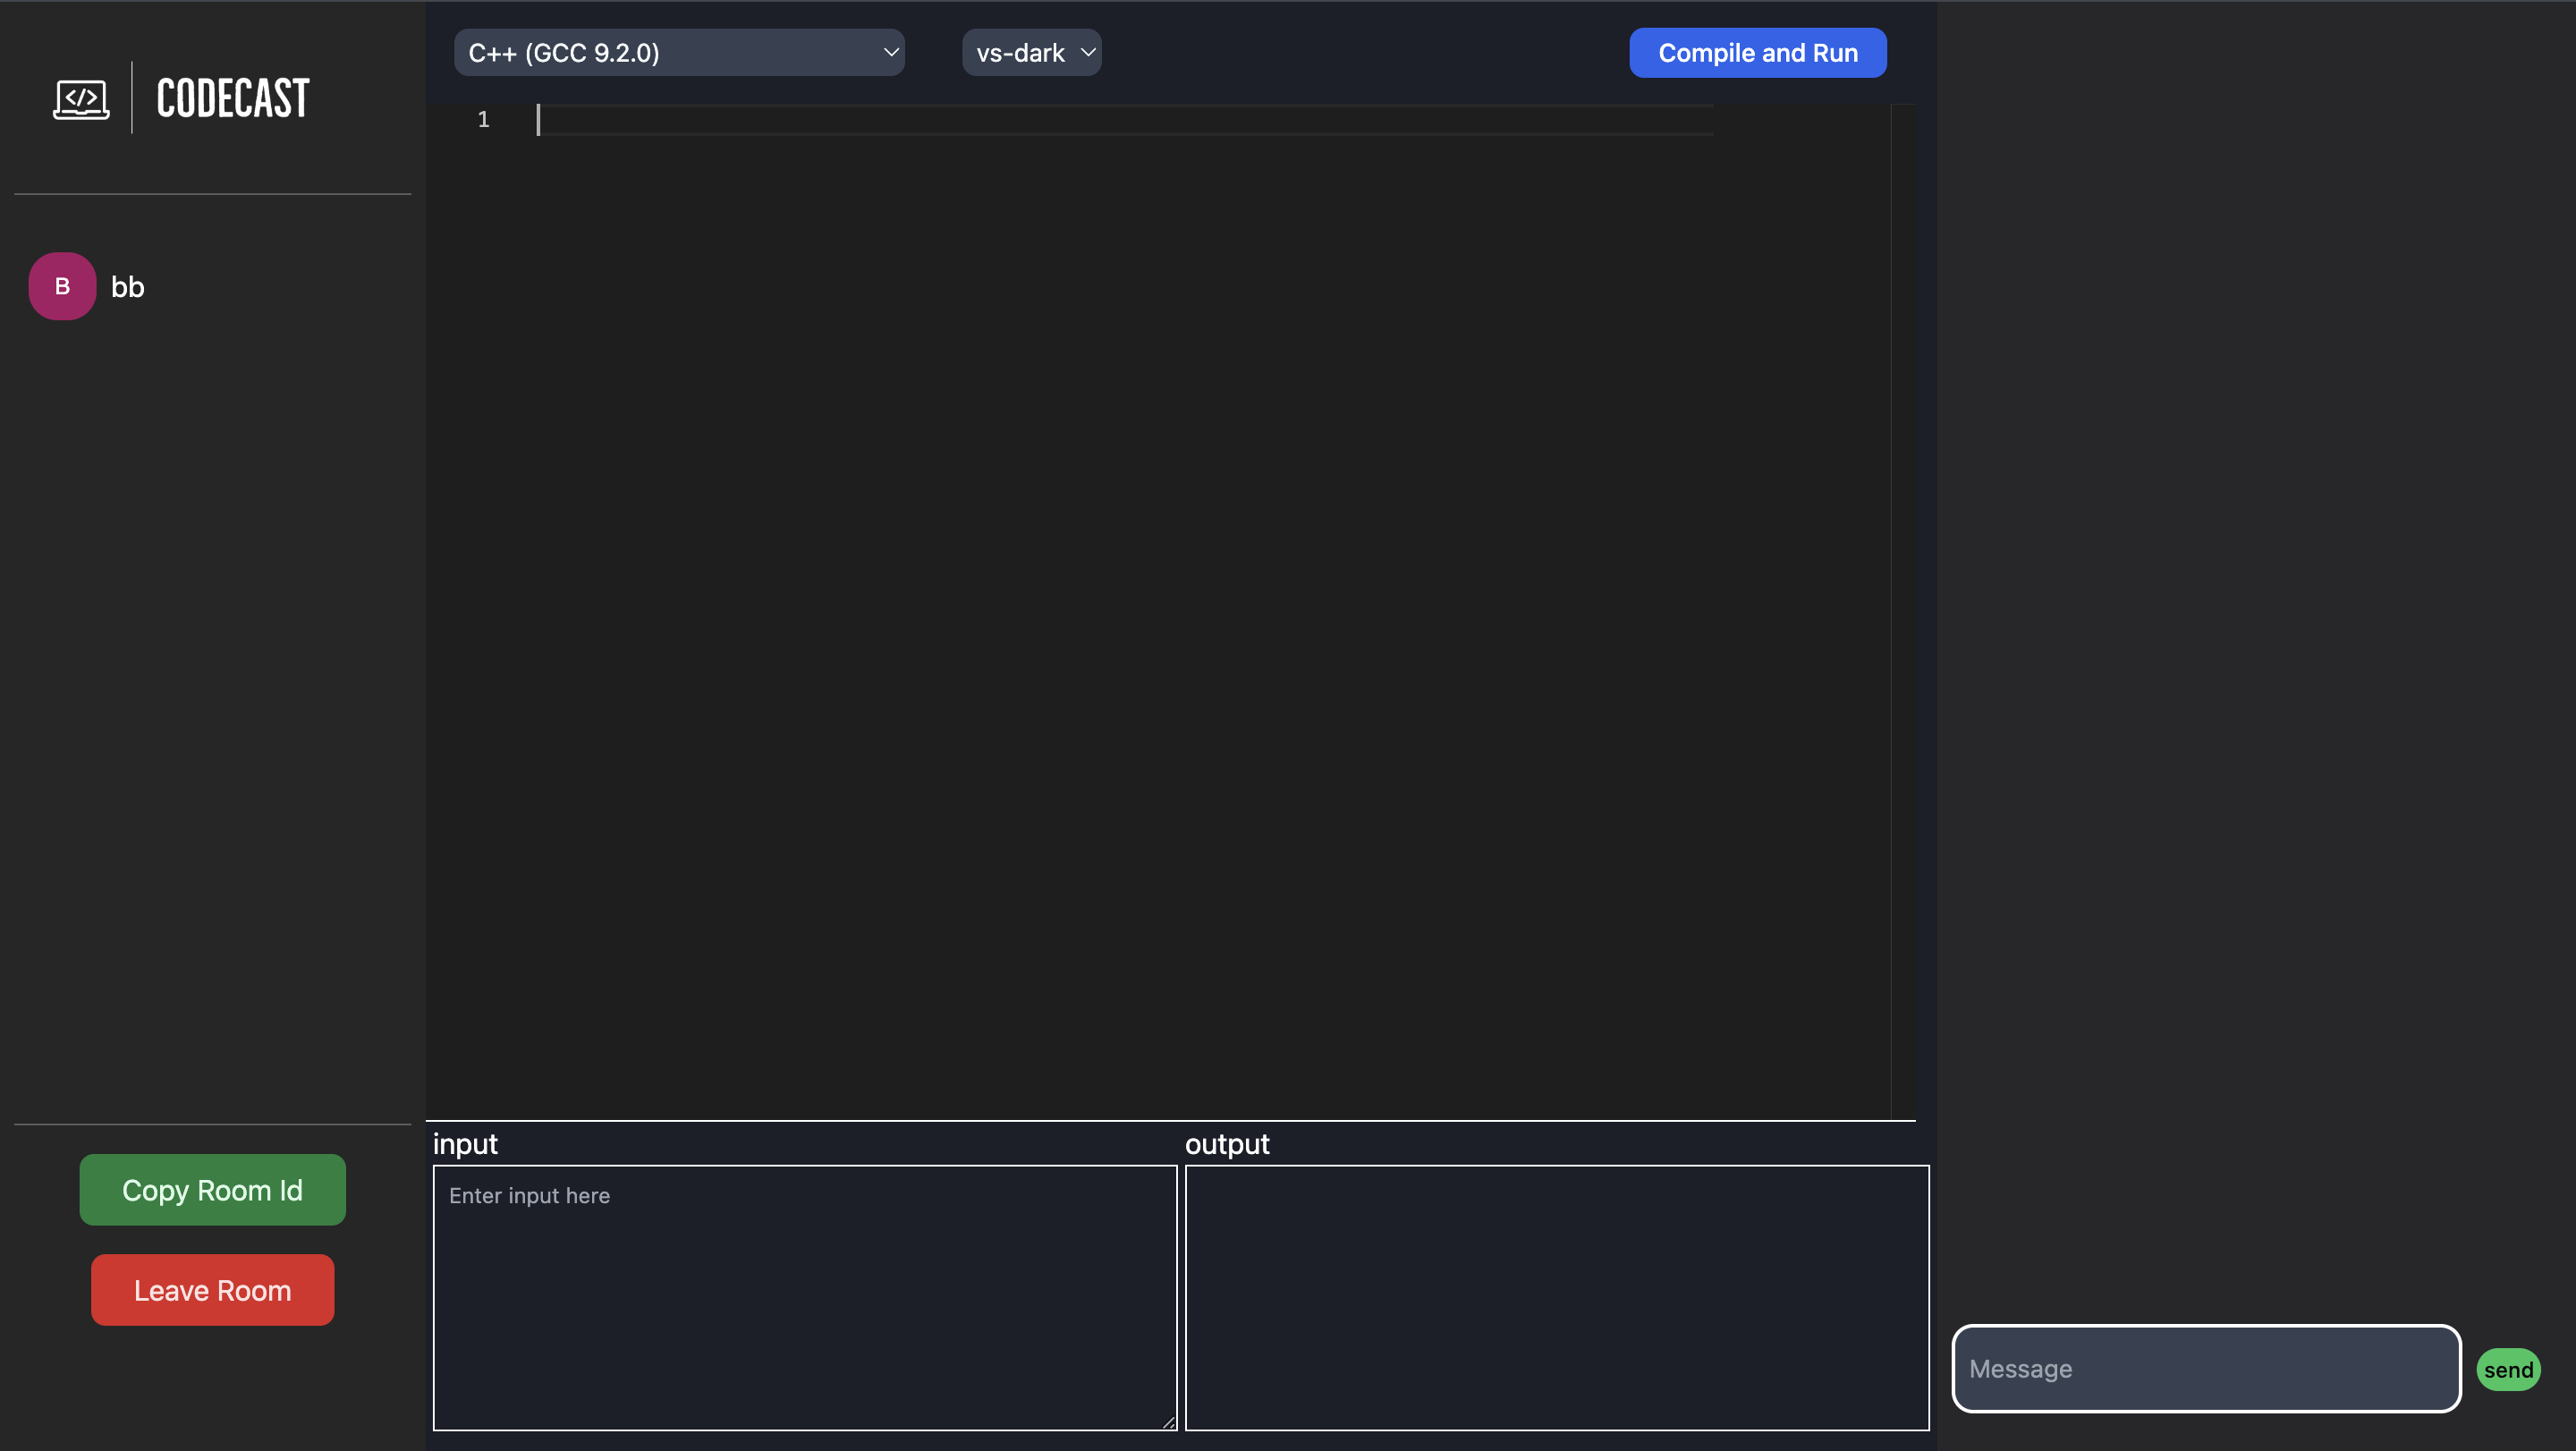 </> CODECAST
B bb
Copy Room Id
Leave Room
C++ (GCC 9.2.0) vs-dark Compile and Run
1
input
Enter input here
output
Message
send